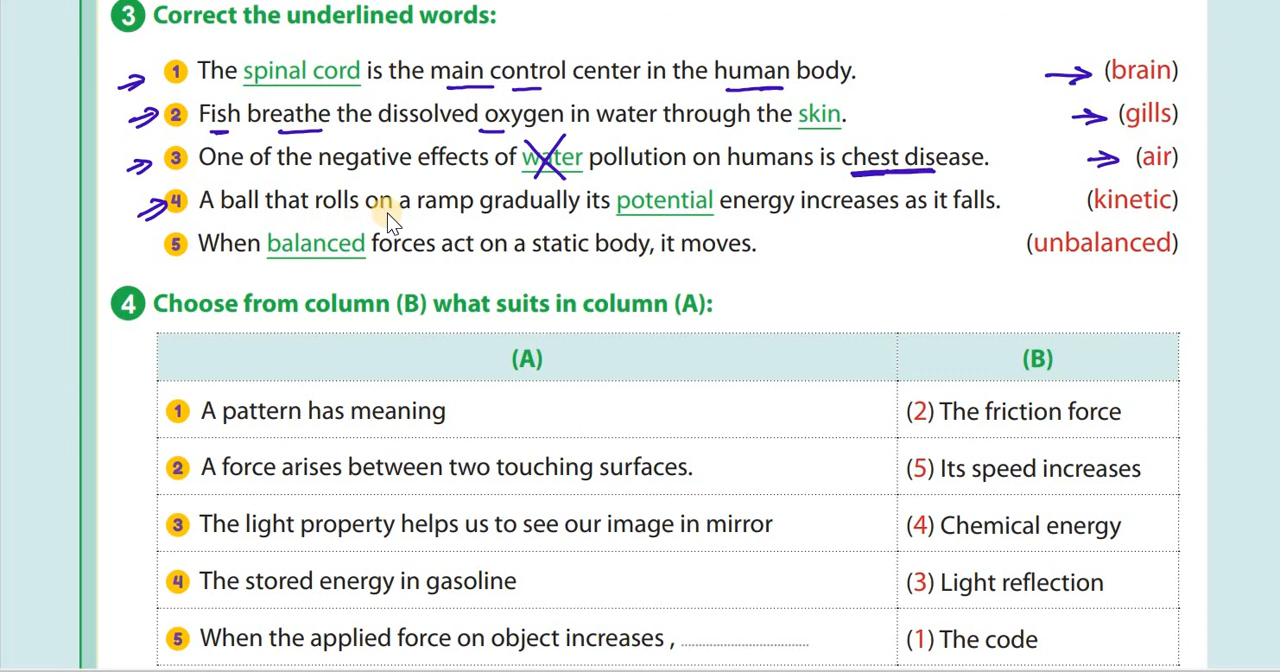 3 Correct the underlined words:
1 The spinal cord is the main control center in the human body. (brain)
2 Fish breathe the dissolved oxygen in water through the skin. (gills)
3 One of the negative effects of water pollution on humans is chest disease. (air)
4 A ball that rolls on a ramp gradually its potential energy increases as it falls. (kinetic)
5 When balanced forces act on a static body, it moves. (unbalanced)
4 Choose from column (B) what suits in column (A):
(A) (B)
1 A pattern has meaning (2) The friction force
2 A force arises between two touching surfaces. (5) Its speed increases
3 The light property helps us to see our image in mirror (4) Chemical energy
4 The stored energy in gasoline (3) Light reflection
5 When the applied force on object increases , ........................... (1) The code